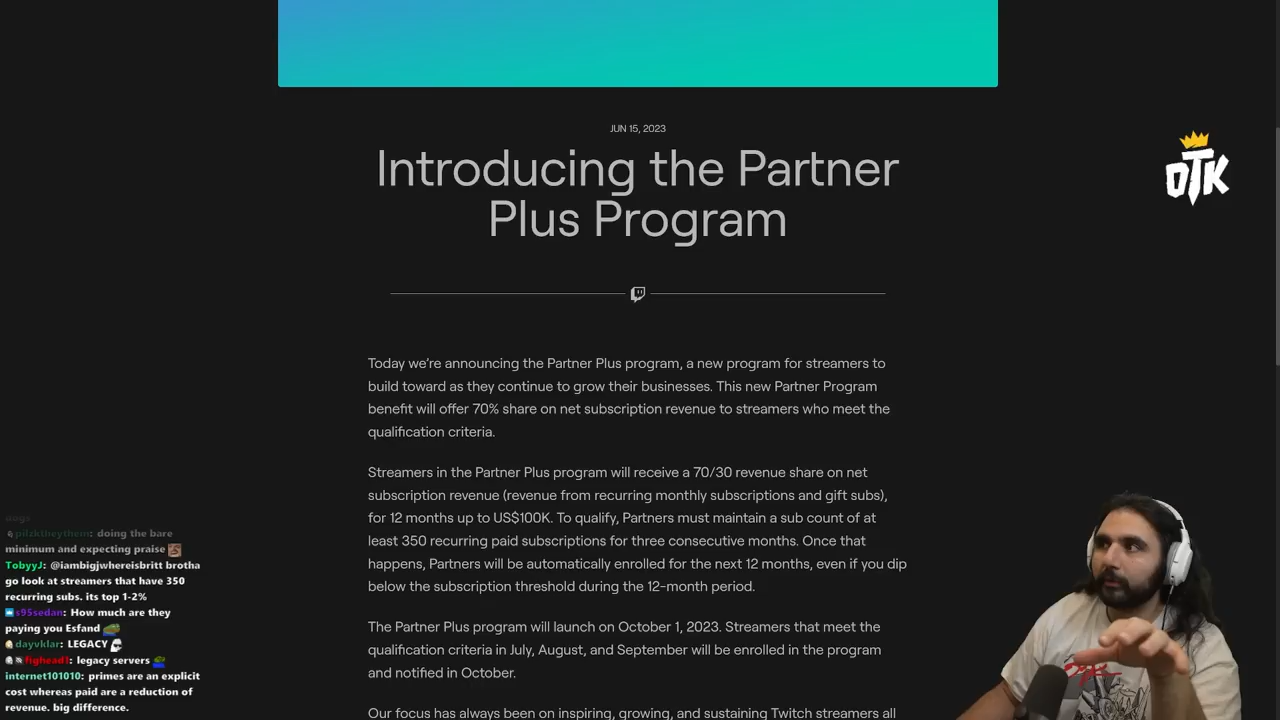 JUN 15, 2023
Introducing the Partner
Plus Program
Today we’re announcing the Partner Plus program, a new program for streamers to
build toward as they continue to grow their businesses. This new Partner Program
benefit will offer 70% share on net subscription revenue to streamers who meet the
qualification criteria.
Streamers in the Partner Plus program will receive a 70/30 revenue share on net
subscription revenue (revenue from recurring monthly subscriptions and gift subs),
for 12 months up to US$100K. To qualify, Partners must maintain a sub count of at
least 350 recurring paid subscriptions for three consecutive months. Once that
happens, Partners will be automatically enrolled for the next 12 months, even if you dip
below the subscription threshold during the 12-month period.
The Partner Plus program will launch on October 1, 2023. Streamers that meet the
qualification criteria in July, August, and September will be enrolled in the program
and notified in October.
Our focus has always been on inspiring, growing, and sustaining Twitch streamers all
OTK
doing the bare
minimum and expecting praise
TobyyJ: @iambigjwhereisbritt brotha
go look at streamers that have 350
recurring subs. its top 1-2%
s95sedan: How much are they
paying you Esfand
dayvklar: LEGACY
fighead!: legacy servers
internet101010: primes are an explicit
cost whereas paid are a reduction of
revenue. big difference.